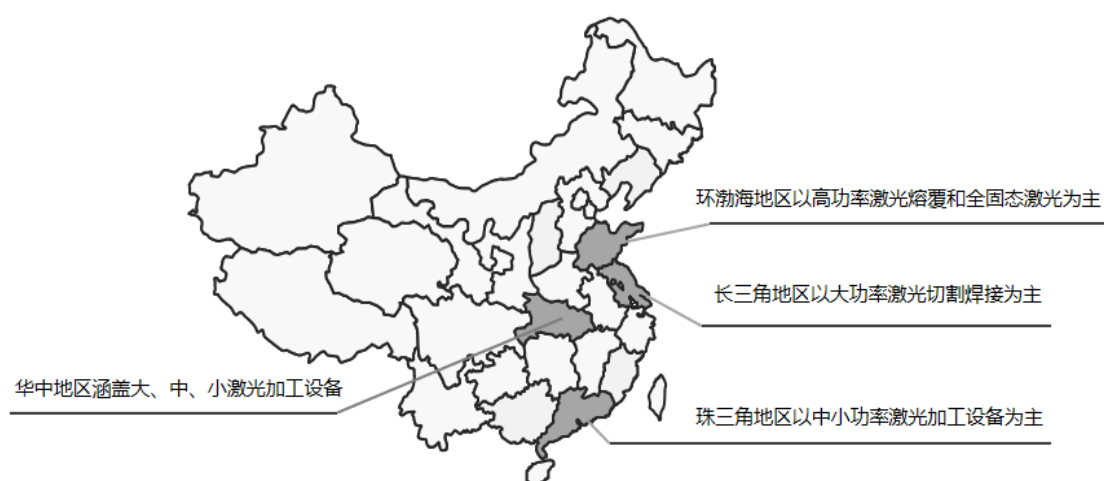 环渤海地区以高功率激光熔覆和全固态激光为主
长三角地区以大功率激光切割焊接为主
华中地区涵盖大、中、小激光加工设备
珠三角地区以中小功率激光加工设备为主